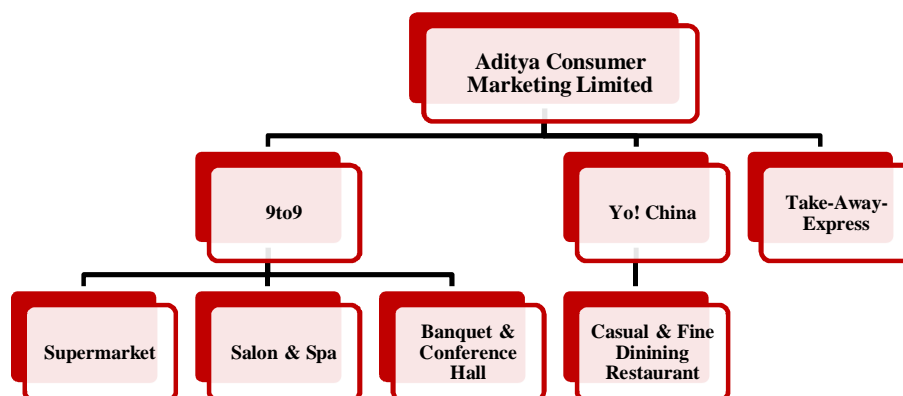 Aditya Consumer
Marketing Limited
9to9
Yo! China
Take-Away-
Express
Supermarket
Salon & Spa
Banquet &
Conference
Hall
Casual & Fine
Dinining
Restaurant